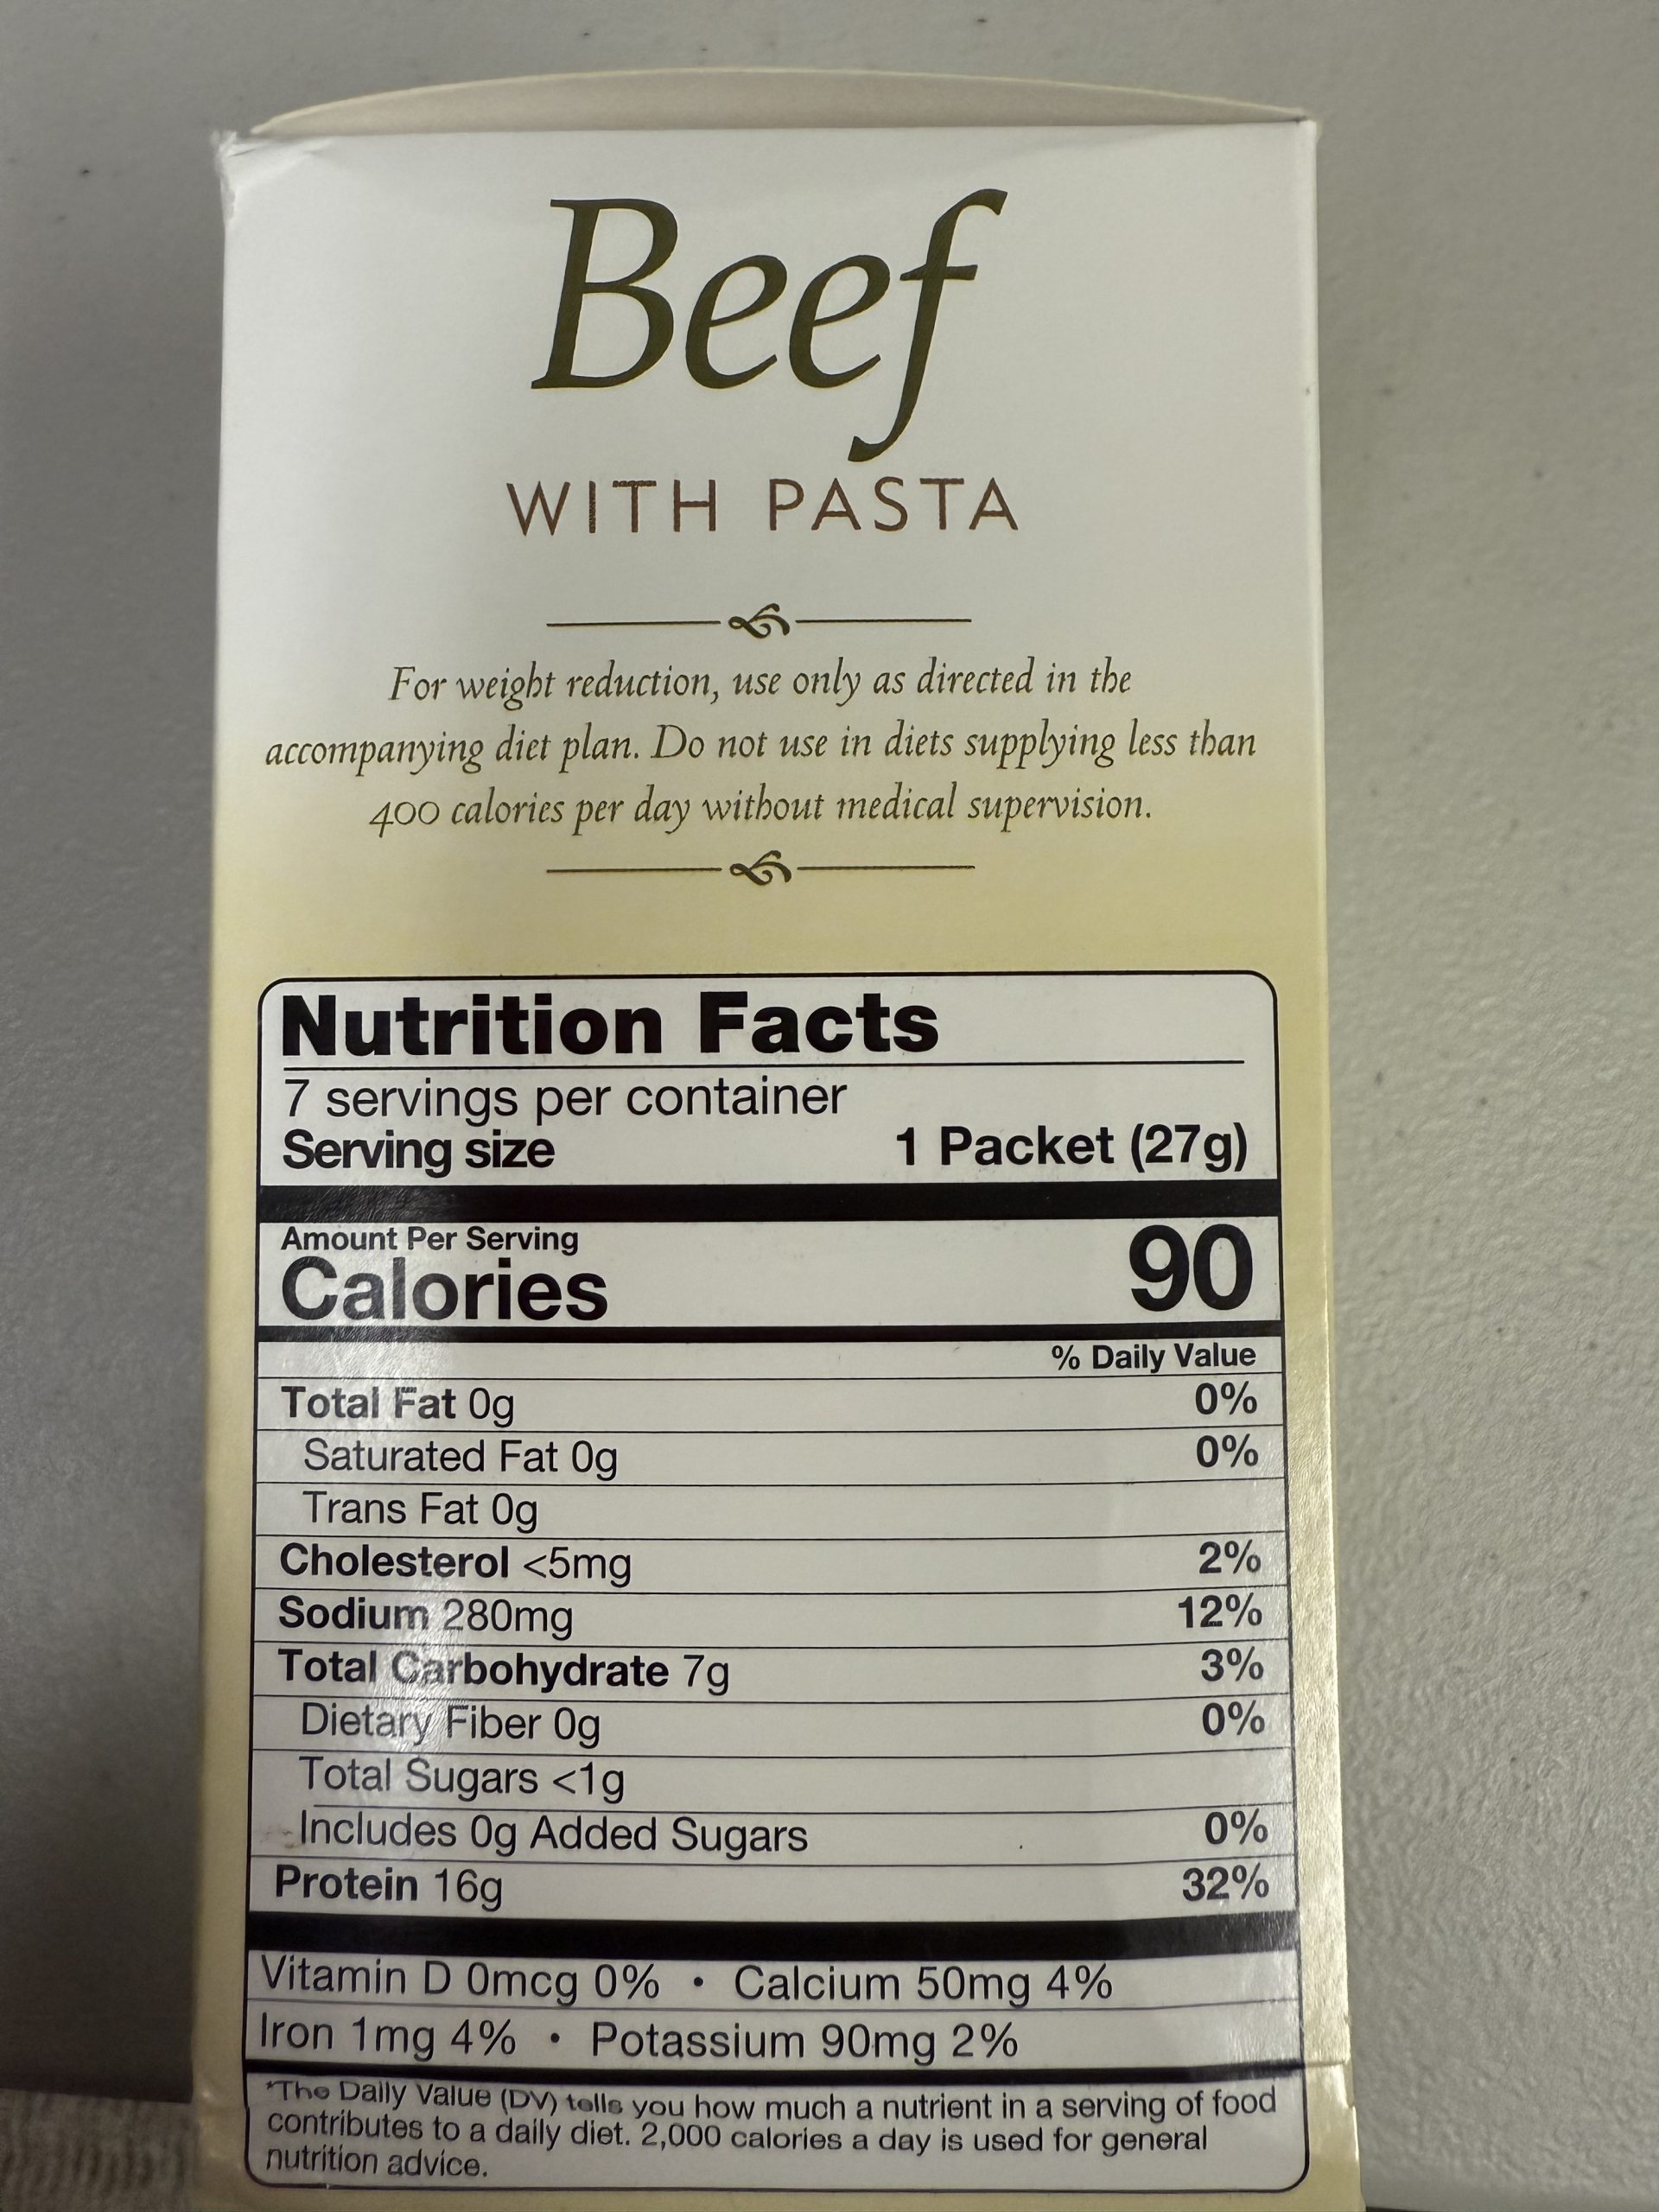 Beef
WITH PASTA
For weight reduction, use only as directed in the
accompanying diet plan. Do not use in diets supplying less than
400 calories per day without medical supervision.
Nutrition Facts
7 servings per container
Serving size 1 Packet (27g)
Amount Per Serving
Calories 90
% Daily Value
Total Fat 0g 0%
Saturated Fat 0g 0%
Trans Fat 0g
Cholesterol <5mg 2%
Sodium 280mg 12%
Total Carbohydrate 7g 3%
Dietary Fiber 0g 0%
Total Sugars <1g
Includes 0g Added Sugars 0%
Protein 16g 32%
Vitamin D 0mcg 0% • Calcium 50mg 4%
Iron 1mg 4% • Potassium 90mg 2%
*The Daily Value (DV) tells you how much a nutrient in a serving of food
contributes to a daily diet. 2,000 calories a day is used for general
nutrition advice.